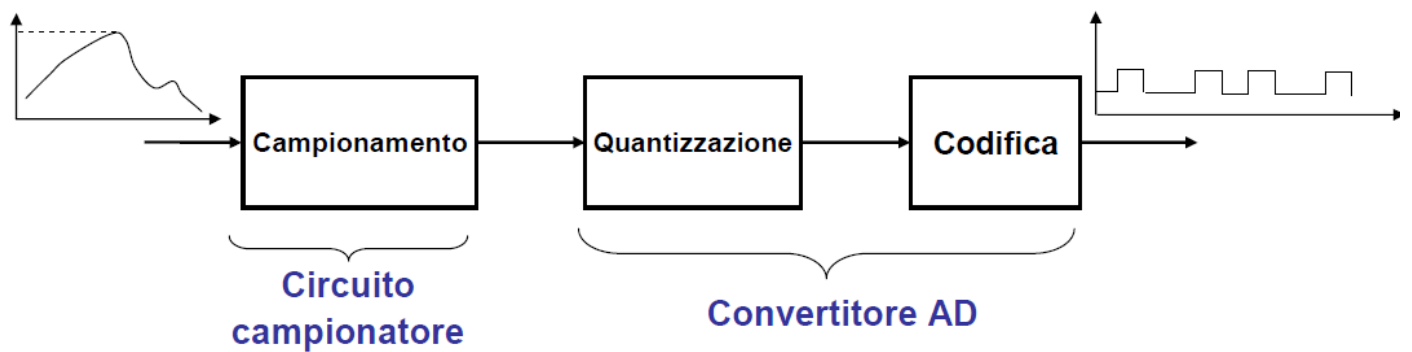 Campionamento
Quantizzazione
Codifica
Circuito
campionatore
Convertitore AD